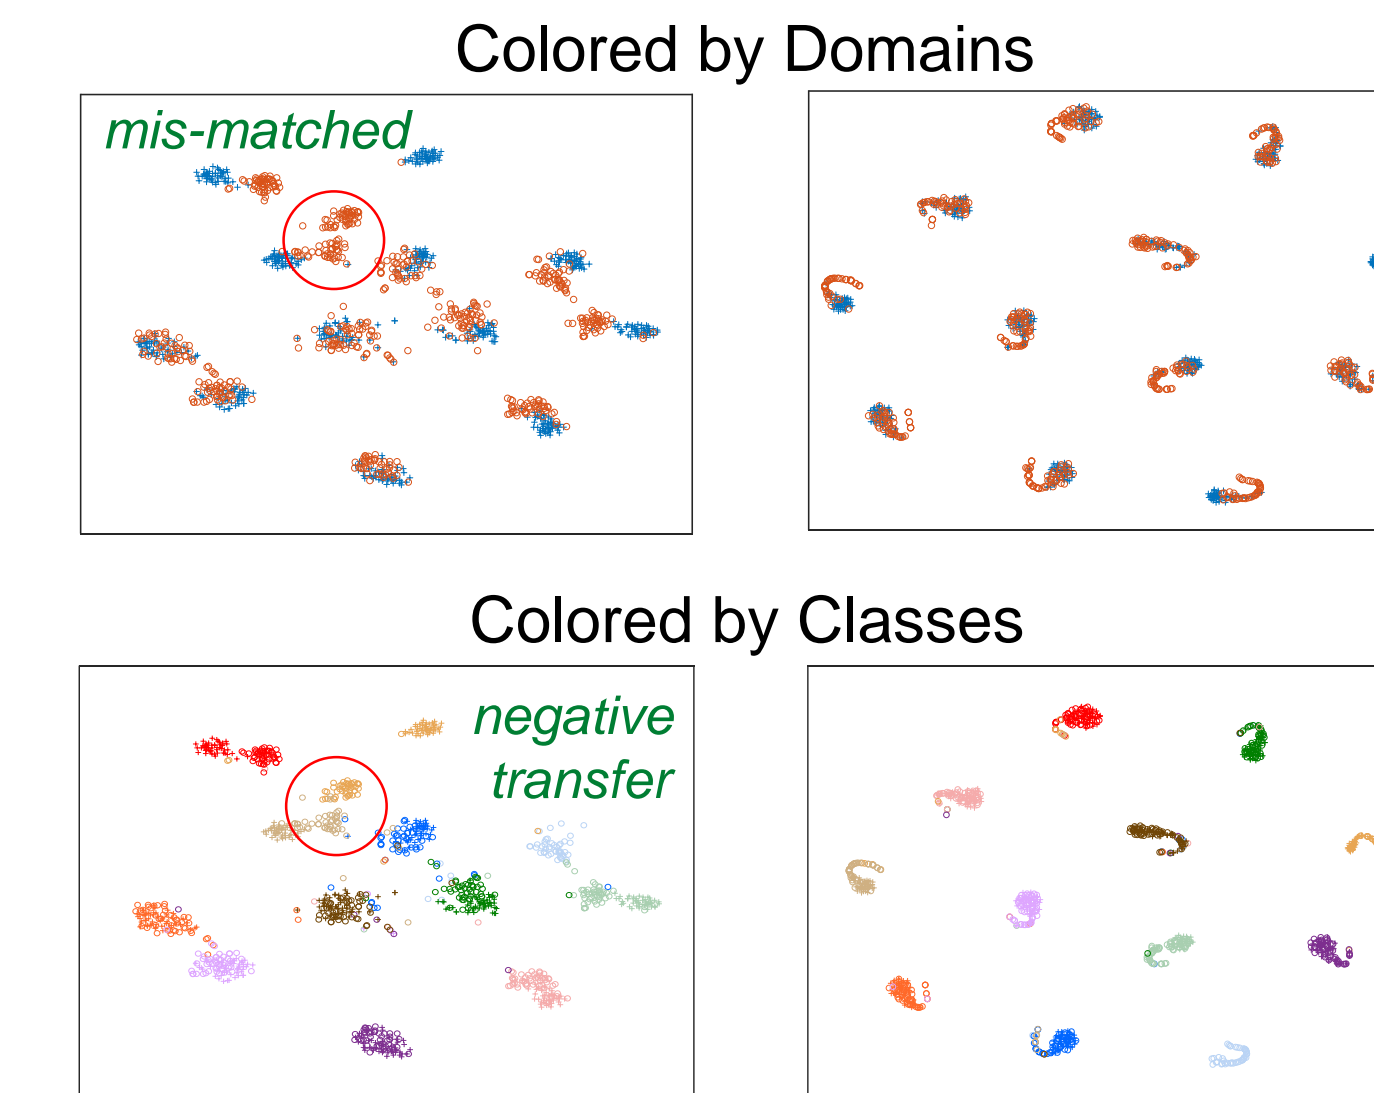 Colored by Domains
mis-matched
Colored by Classes
negative
transfer